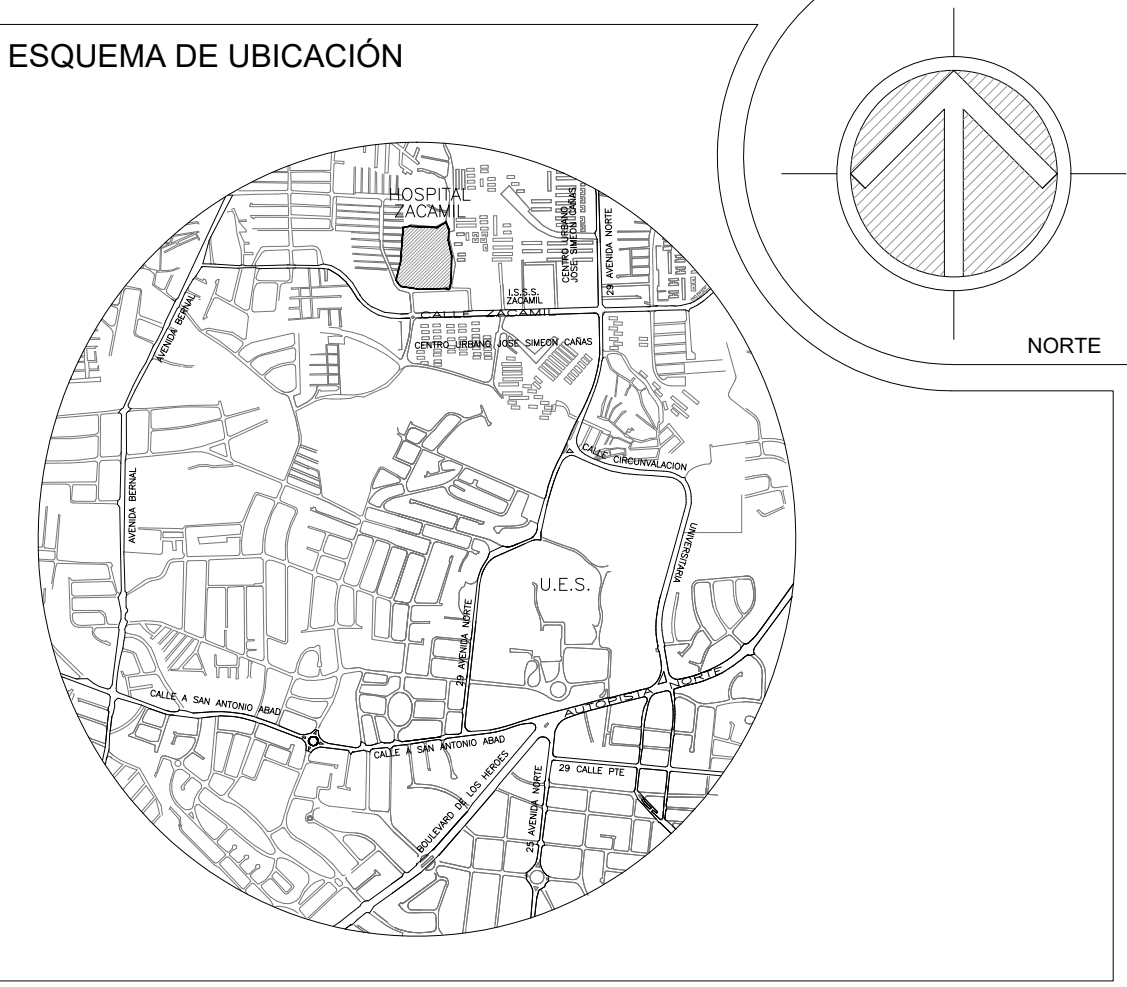 ESQUEMA DE UBICACIÓN
NORTE
HOSPITAL
ZACAMIL
CENTRO URBANO
JOSE SIMEON CAÑAS
29 AVENIDA NORTE
I.S.S.S.
ZACAMIL
CALLE ZACAMIL
AVENIDA BERNAL
CENTRO URBANO JOSE SIMEON CAÑAS
CALLE CIRCUNVALACION
AVENIDA BERNAL
UNIVERSITARIA
U.E.S.
29 AVENIDA NORTE
AUTOPISTA NORTE
CALLE A SAN ANTONIO ABAD
CALLE A SAN ANTONIO ABAD
BOULEVARD DE LOS HEROES
29 CALLE PTE
25 AVENIDA NORTE